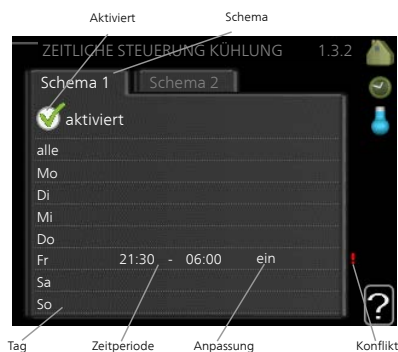 Aktiviert Schema
ZEITLICHE STEUERUNG KÜHLUNG 1.3.2
Schema 1 Schema 2
aktiviert
alle
Mo
Di
Mi
Do
Fr 21:30 - 06:00 ein !
Sa
So
?
Tag Zeitperiode Anpassung Konflikt